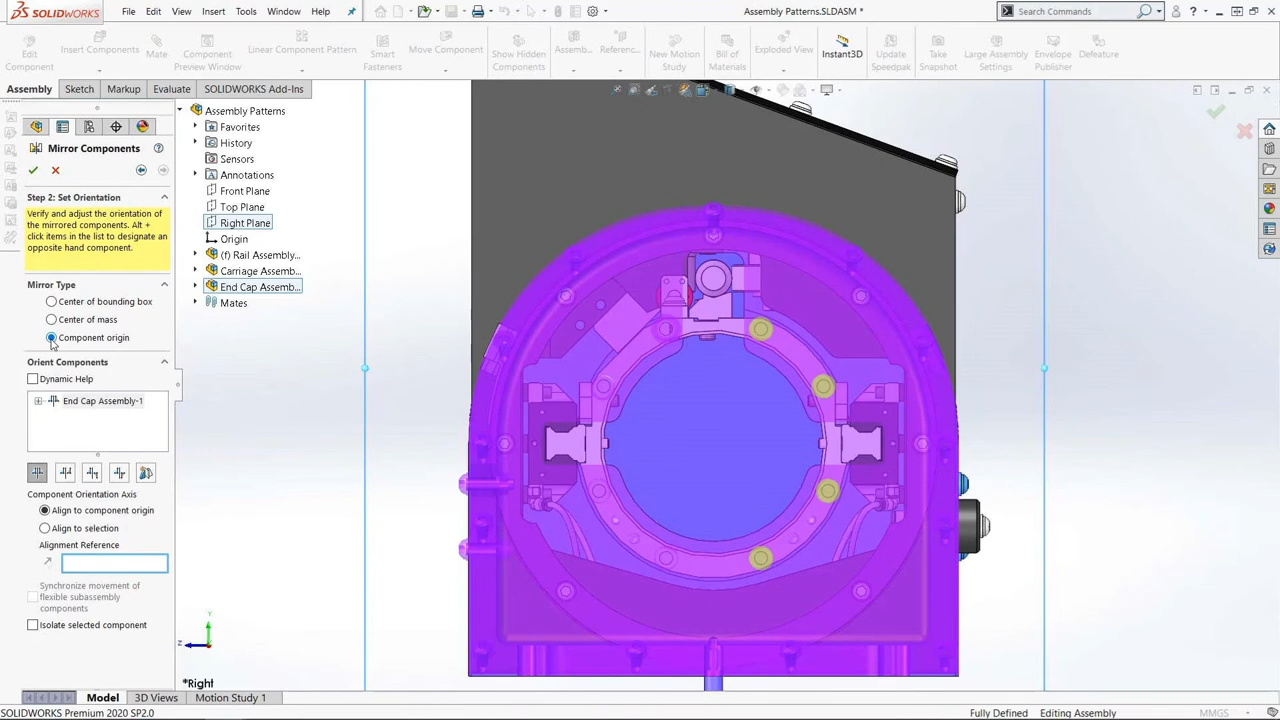 SOLIDWORKS
File Edit View Insert Tools Window Help
Assembly Patterns.SLDASM *
Search Commands
Edit Component
Insert Components
Mate
Component Preview Window
Linear Component Pattern
Smart Fasteners
Move Component
Show Hidden Components
Assemb...
Referenc...
New Motion Study
Bill of Materials
Exploded View
Instant3D
Update Speedpak
Take Snapshot
Large Assembly Settings
Envelope Publisher
Defeature
Assembly Sketch Markup Evaluate SOLIDWORKS Add-Ins
Mirror Components
Step 2: Set Orientation
Verify and adjust the orientation of
the mirrored components. Alt +
click items in the list to designate an
opposite hand component.
Mirror Type
Center of bounding box
Center of mass
Component origin
Orient Components
Dynamic Help
End Cap Assembly-1
Component Orientation Axis
Align to component origin
Align to selection
Alignment Reference
Synchronize movement of
flexible subassembly
components
Isolate selected component
Assembly Patterns
Favorites
History
Sensors
Annotations
Front Plane
Top Plane
Right Plane
Origin
(f) Rail Assembly...
Carriage Assemb...
End Cap Assemb...
Mates
Y
Z
*Right
Model 3D Views Motion Study 1
SOLIDWORKS Premium 2020 SP2.0
Fully Defined Editing Assembly MMGS